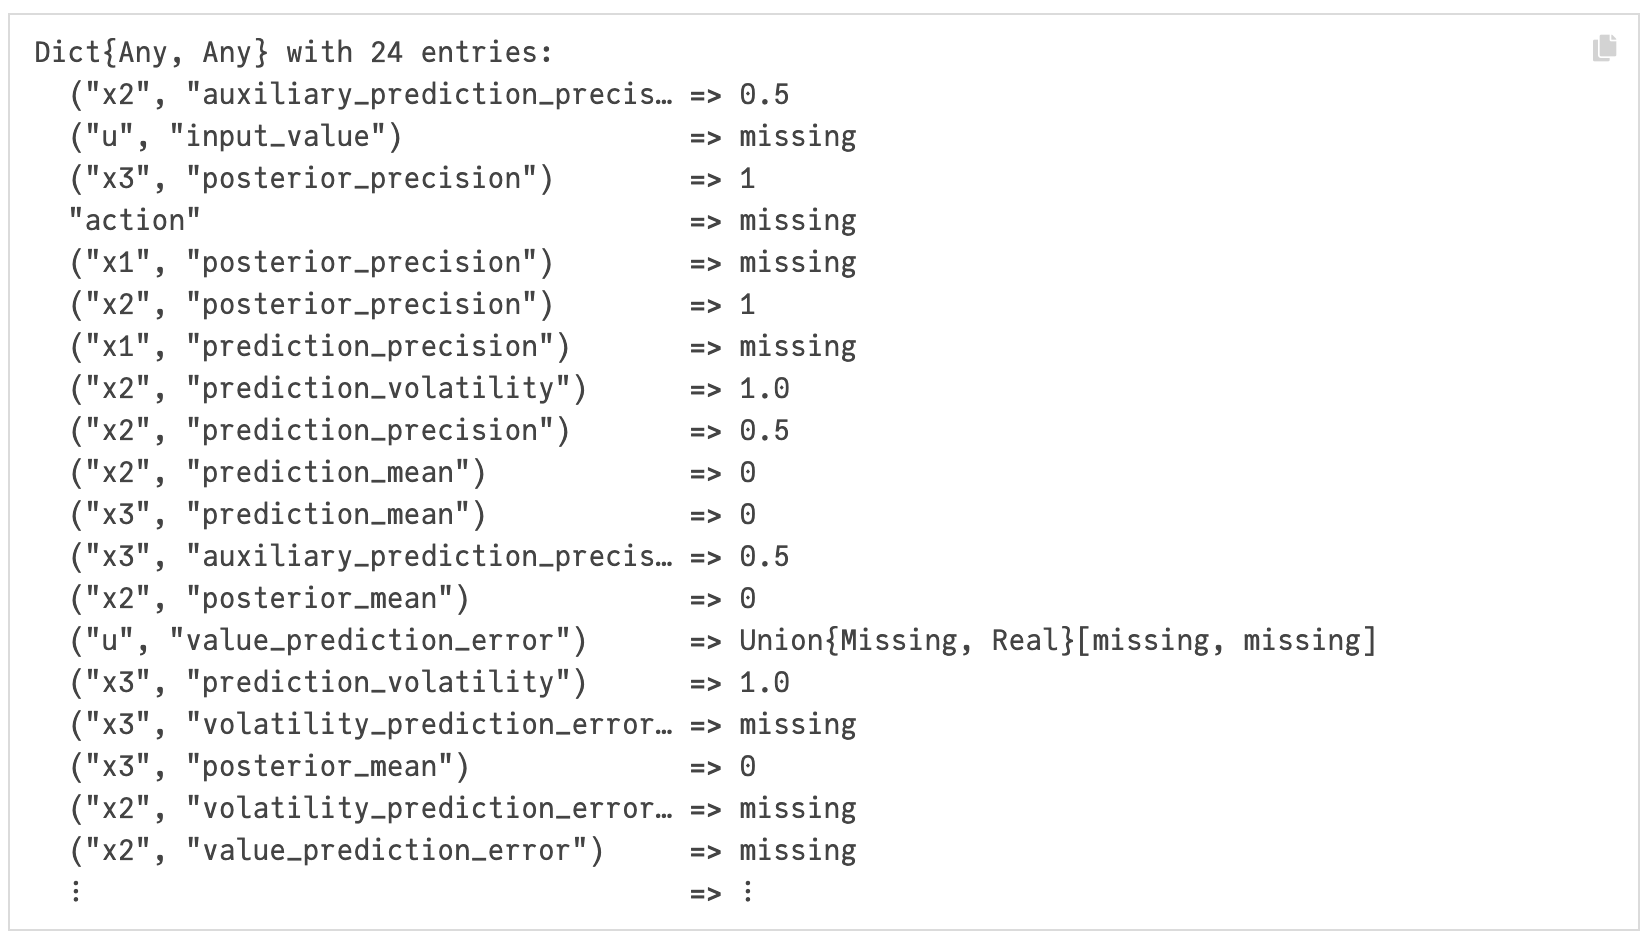 Dict{Any, Any} with 24 entries:
  ("x2", "auxiliary_prediction_precis… => 0.5
  ("u", "input_value")                 => missing
  ("x3", "posterior_precision")        => 1
  "action"                             => missing
  ("x1", "posterior_precision")        => missing
  ("x2", "posterior_precision")        => 1
  ("x1", "prediction_precision")       => missing
  ("x2", "prediction_volatility")      => 1.0
  ("x2", "prediction_precision")       => 0.5
  ("x2", "prediction_mean")            => 0
  ("x3", "prediction_mean")            => 0
  ("x3", "auxiliary_prediction_precis… => 0.5
  ("x2", "posterior_mean")             => 0
  ("u", "value_prediction_error")      => Union{Missing, Real}[missing, missing]
  ("x3", "prediction_volatility")      => 1.0
  ("x3", "volatility_prediction_error… => missing
  ("x3", "posterior_mean")             => 0
  ("x2", "volatility_prediction_error… => missing
  ("x2", "value_prediction_error")     => missing
  ⋮                                    => ⋮